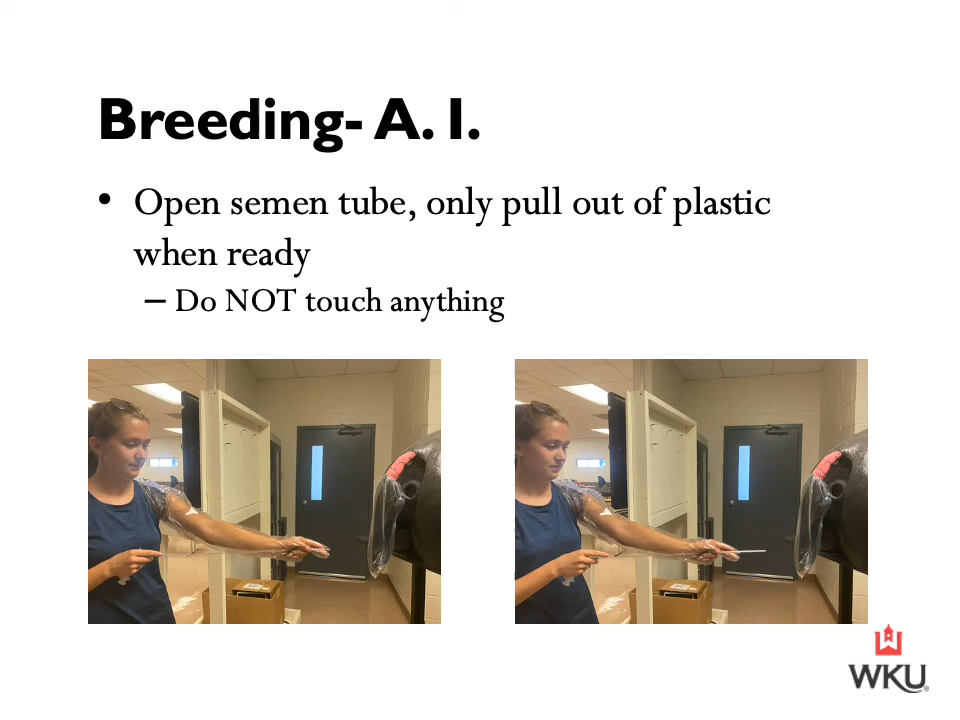 Breeding- A. I.
• Open semen tube, only pull out of plastic
when ready
– Do NOT touch anything
WKU®